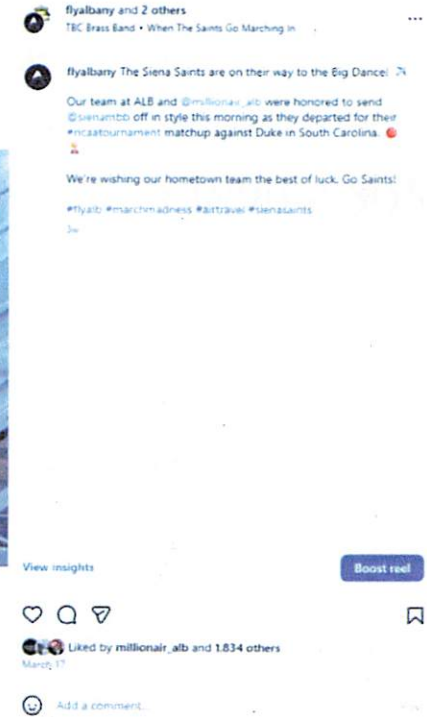 flyalbany and 2 others
TBC Brass Band • When The Saints Go Marching In
flyalbany The Siena Saints are on their way to the Big Dance! ✈️
Our team at ALB and @millionair_alb were honored to send
@sienambb off in style this morning as they departed for their
#ncaatournament matchup against Duke in South Carolina.
We're wishing our hometown team the best of luck. Go Saints!
#flyalb #marchmadness #airtravel #sienasaints
3w
View insights
Boost reel
Liked by millionair_alb and 1,834 others
March 17
Add a comment...